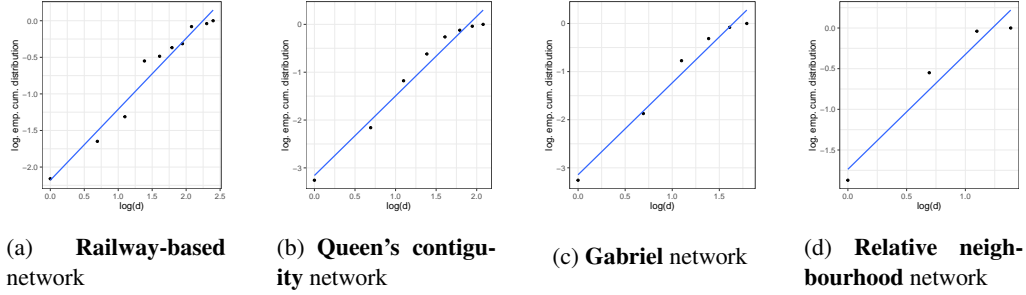 0.0
−0.5
−1.0
−1.5
−2.0
log. emp. cum. distribution
0.0 0.5 1.0 1.5 2.0 2.5
log(d)
(a) Railway-based
network
0
−1
−2
−3
log. emp. cum. distribution
0.0 0.5 1.0 1.5 2.0
log(d)
(b) Queen's contigu-
ity network
0
−1
−2
−3
log. emp. cum. distribution
0.0 0.5 1.0 1.5
log(d)
(c) Gabriel network
0.0
−0.5
−1.0
−1.5
log. emp. cum. distribution
0.0 0.5 1.0
log(d)
(d) Relative neigh-
bourhood network